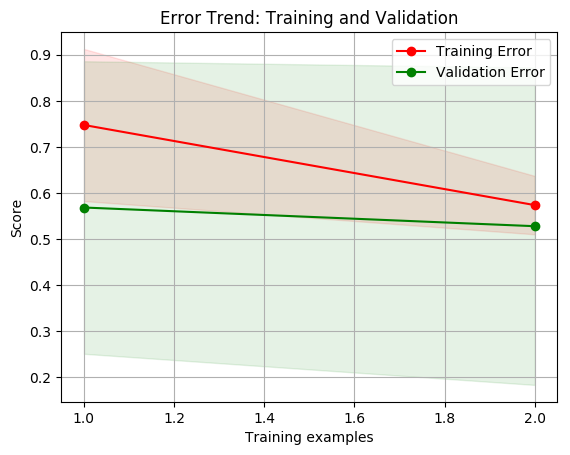 Error Trend: Training and Validation
Training Error
Validation Error
0.9
0.8
0.7
0.6
0.5
0.4
0.3
0.2
Score
1.0 1.2 1.4 1.6 1.8 2.0
Training examples